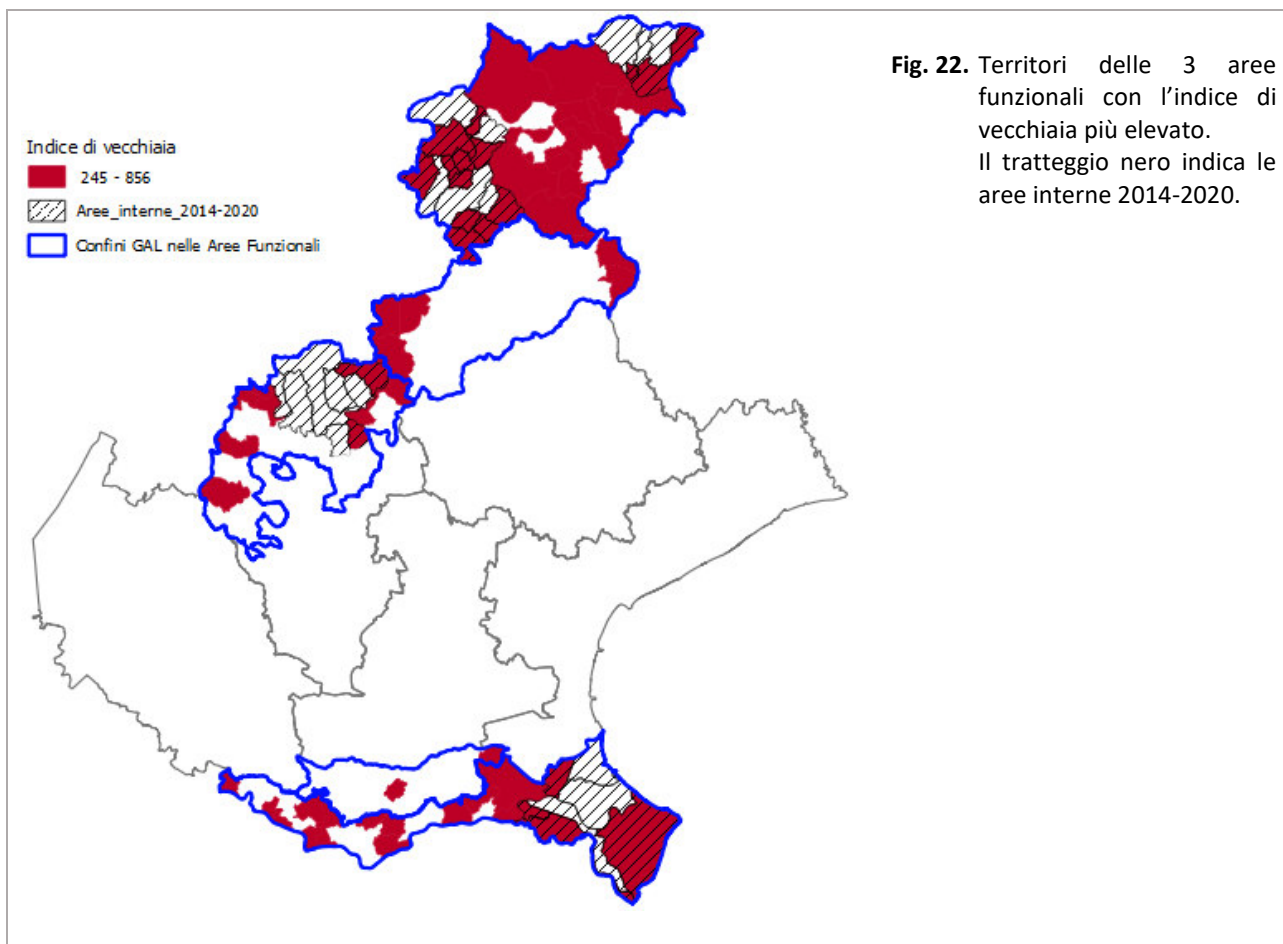 Fig. 22. Territori delle 3 aree
funzionali con l'indice di
vecchiaia più elevato.
Il tratteggio nero indica le
aree interne 2014-2020.
Indice di vecchiaia
245 - 856
Aree_interne_2014-2020
Confini GAL nelle Aree Funzionali